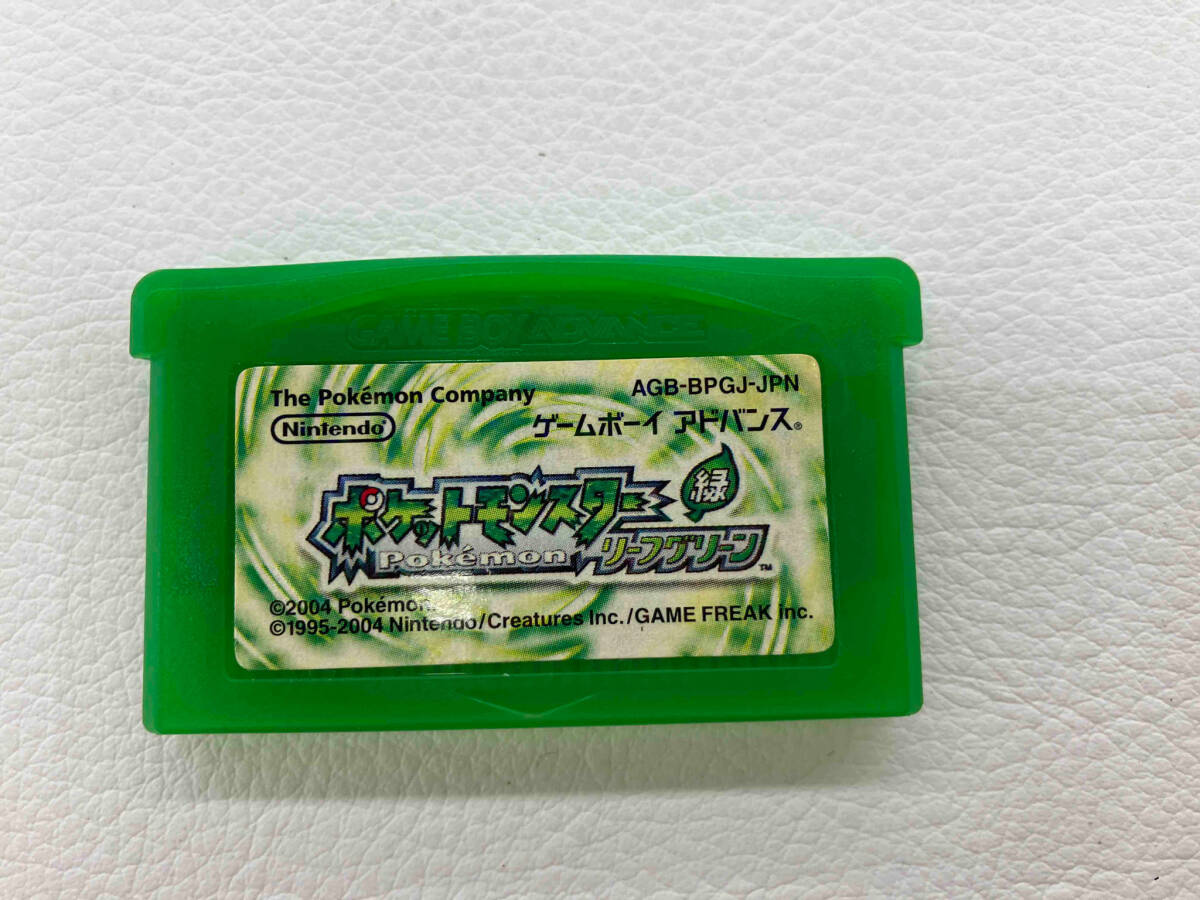 GAME BOY ADVANCE
The Pokémon Company
AGB-BPGJ-JPN
Nintendo
ゲームボーイ アドバンス®
ポケットモンスター
緑
Pokémon
リーフグリーン™
©2004 Pokémon.
©1995-2004 Nintendo/Creatures Inc./GAME FREAK inc.